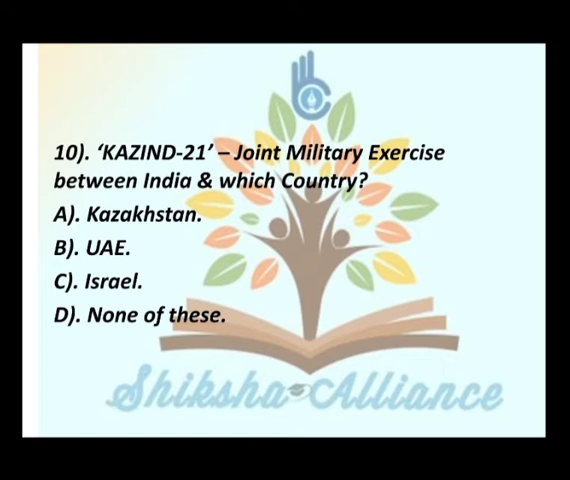 10). ‘KAZIND-21’ – Joint Military Exercise
between India & which Country?
A). Kazakhstan.
B). UAE.
C). Israel.
D). None of these.
Shiksha Alliance